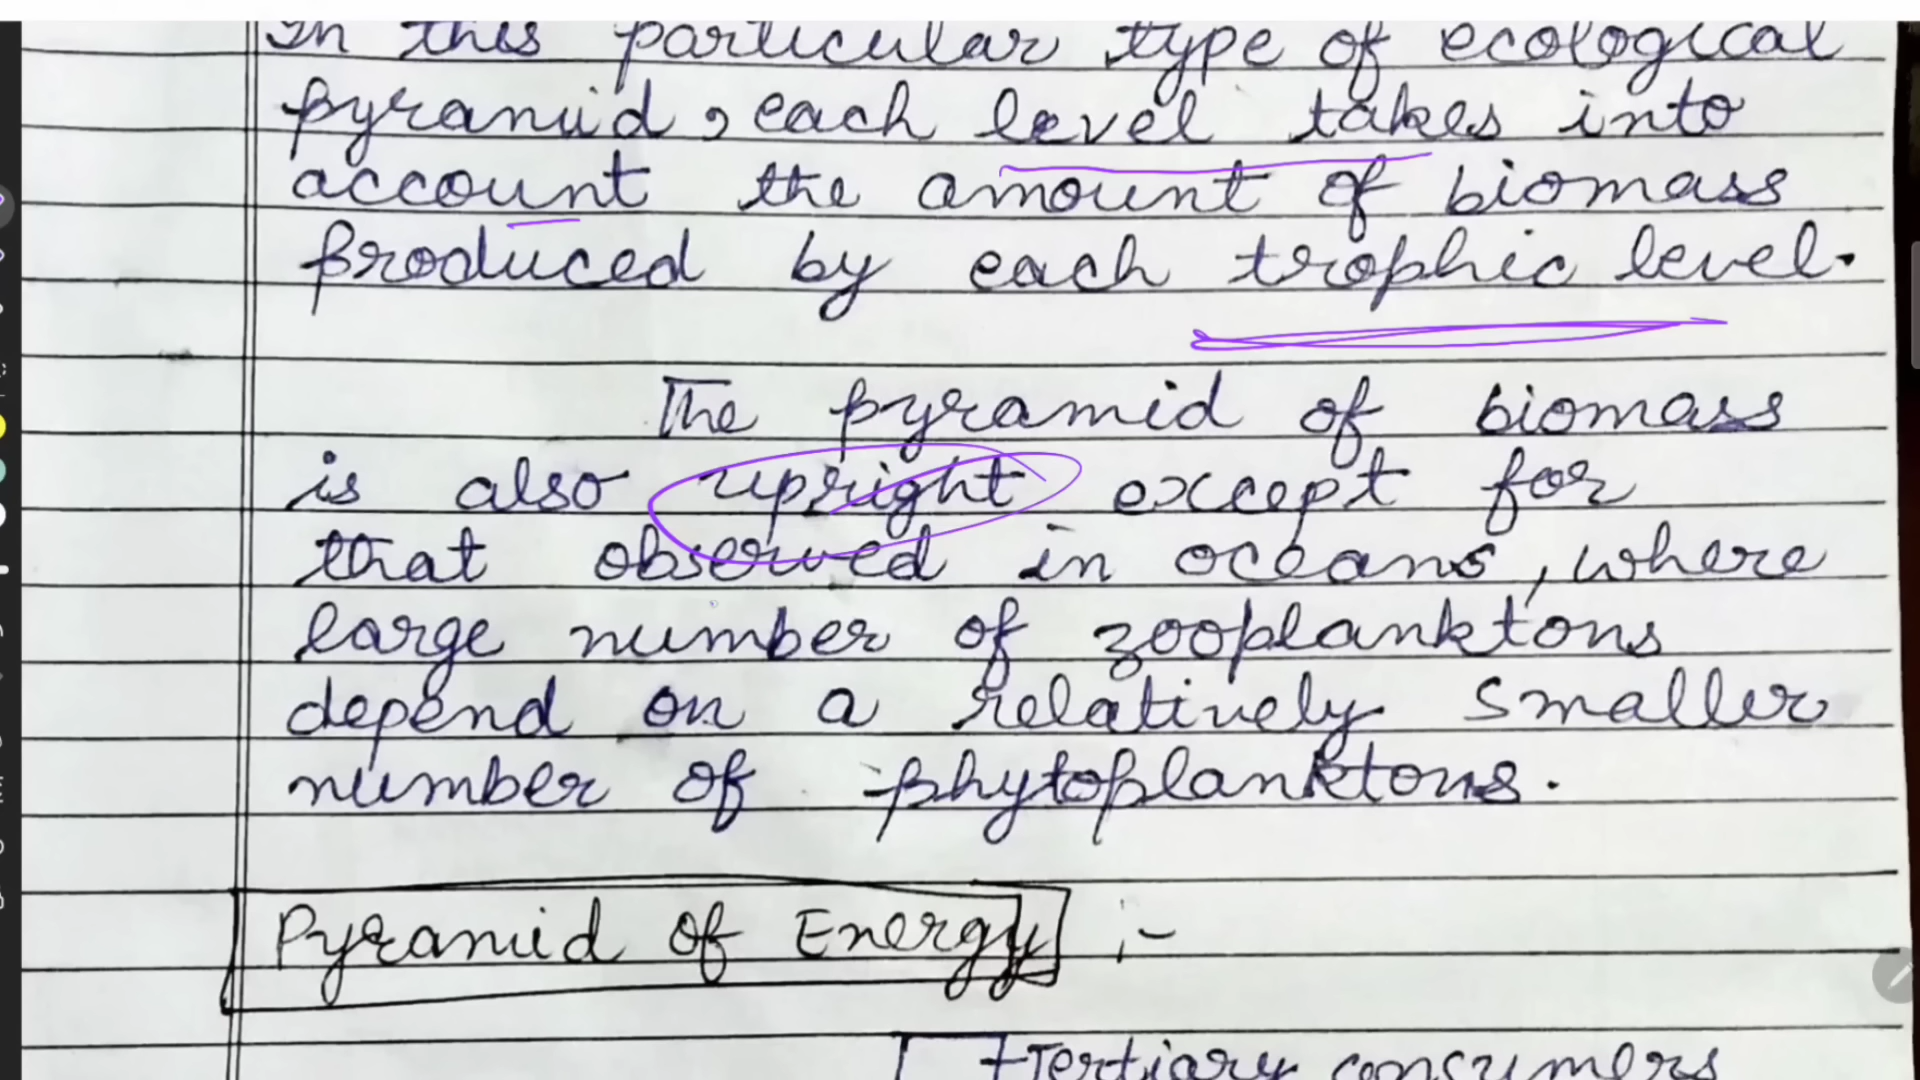 In this particular type of ecological
pyramid, each level takes into
account the amount of biomass
produced by each trophic level.
The pyramid of biomass
is also upright except for
that observed in oceans, where
large number of zooplanktons
depend on a relatively smaller
number of phytoplanktons.
Pyramid of Energy :-
Tertiary consumers